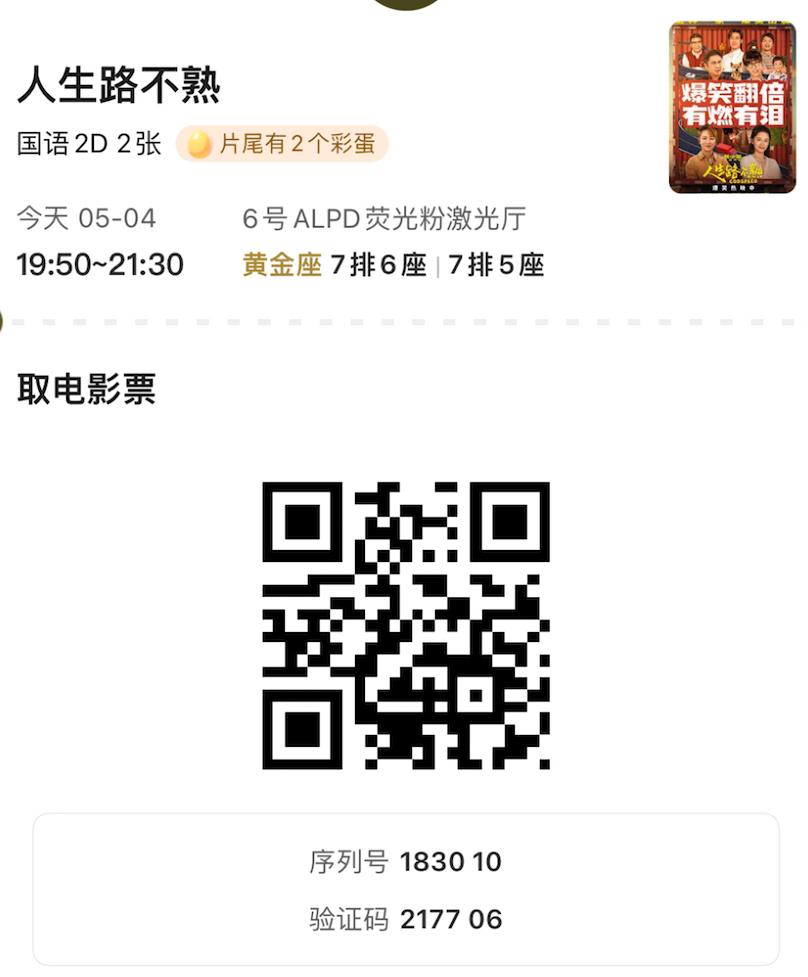 人生路不熟
国语2D 2张 片尾有2个彩蛋
今天 05-04 6号ALPD荧光粉激光厅
19:50~21:30 黄金座 7排6座 | 7排5座
爆笑翻倍
有燃有泪
人生路不熟
爆笑热映中
取电影票
序列号 1830 10
验证码 2177 06